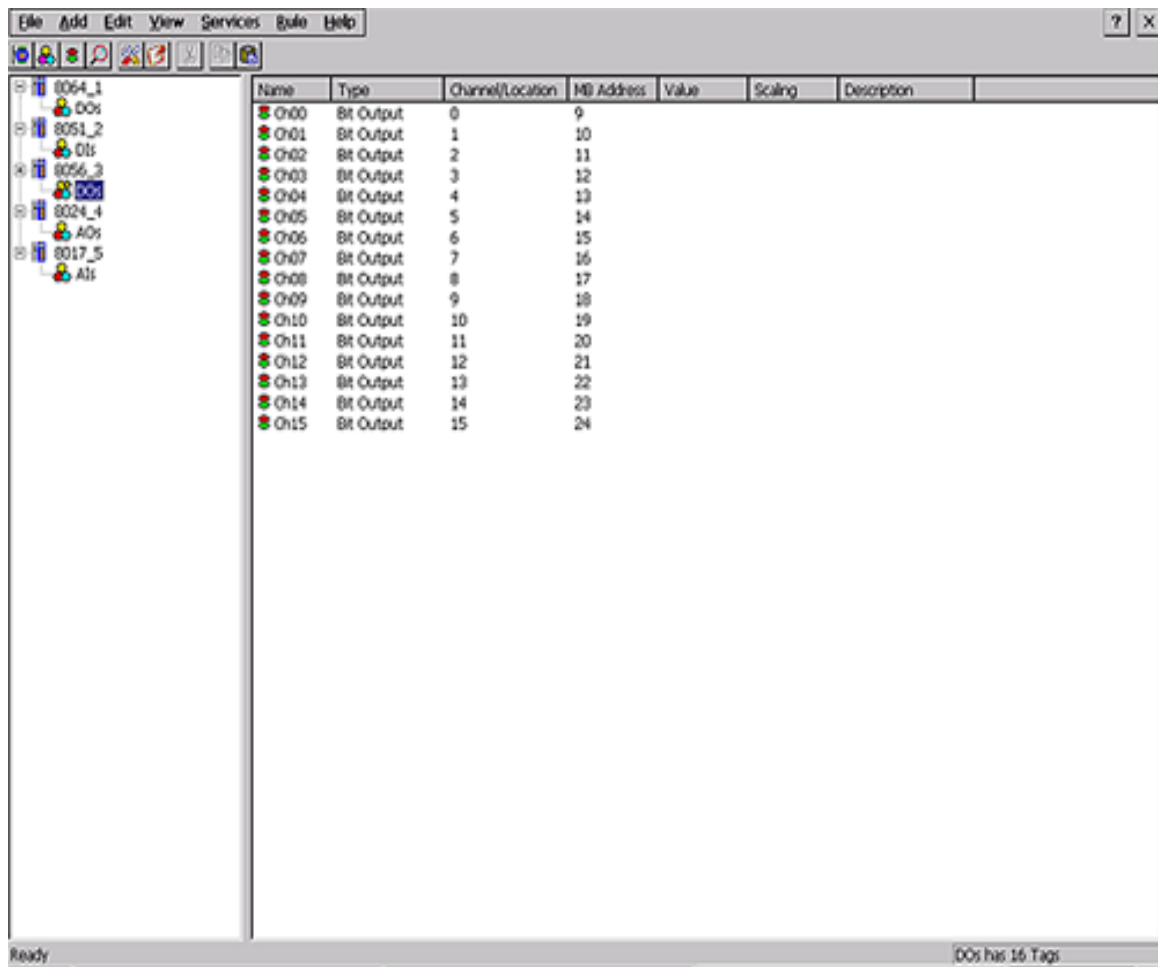 File Add Edit View Services Rule Help ? X
8064_1
DOs
8051_2
DIs
8056_3
DOs
8024_4
AOs
8017_5
AIs
Name Type Channel/Location MB Address Value Scaling Description
Ch00 Bit Output 0 9
Ch01 Bit Output 1 10
Ch02 Bit Output 2 11
Ch03 Bit Output 3 12
Ch04 Bit Output 4 13
Ch05 Bit Output 5 14
Ch06 Bit Output 6 15
Ch07 Bit Output 7 16
Ch08 Bit Output 8 17
Ch09 Bit Output 9 18
Ch10 Bit Output 10 19
Ch11 Bit Output 11 20
Ch12 Bit Output 12 21
Ch13 Bit Output 13 22
Ch14 Bit Output 14 23
Ch15 Bit Output 15 24
Ready DOs has 16 Tags